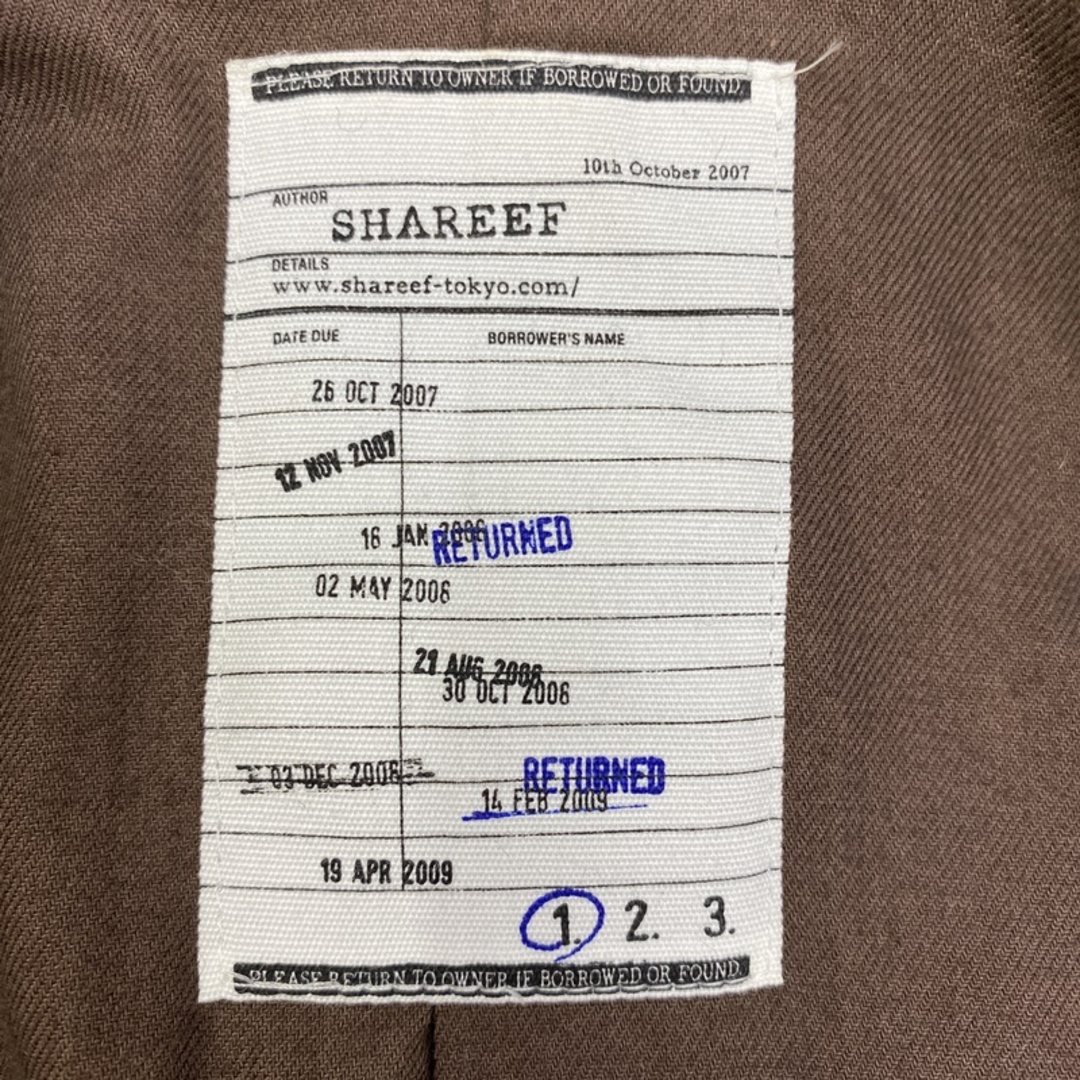 PLEASE RETURN TO OWNER IF BORROWED OR FOUND.
10th October 2007
AUTHOR
SHAREEF
DETAILS
www.shareef-tokyo.com/
DATE DUE BORROWER'S NAME
26 OCT 2007
12 NOV 2007
16 JAN 2008 RETURNED
02 MAY 2008
21 AUG 2008
30 OCT 2008
03 DEC 2008
RETURNED
14 FEB 2009
19 APR 2009
1. 2. 3.
PLEASE RETURN TO OWNER IF BORROWED OR FOUND.